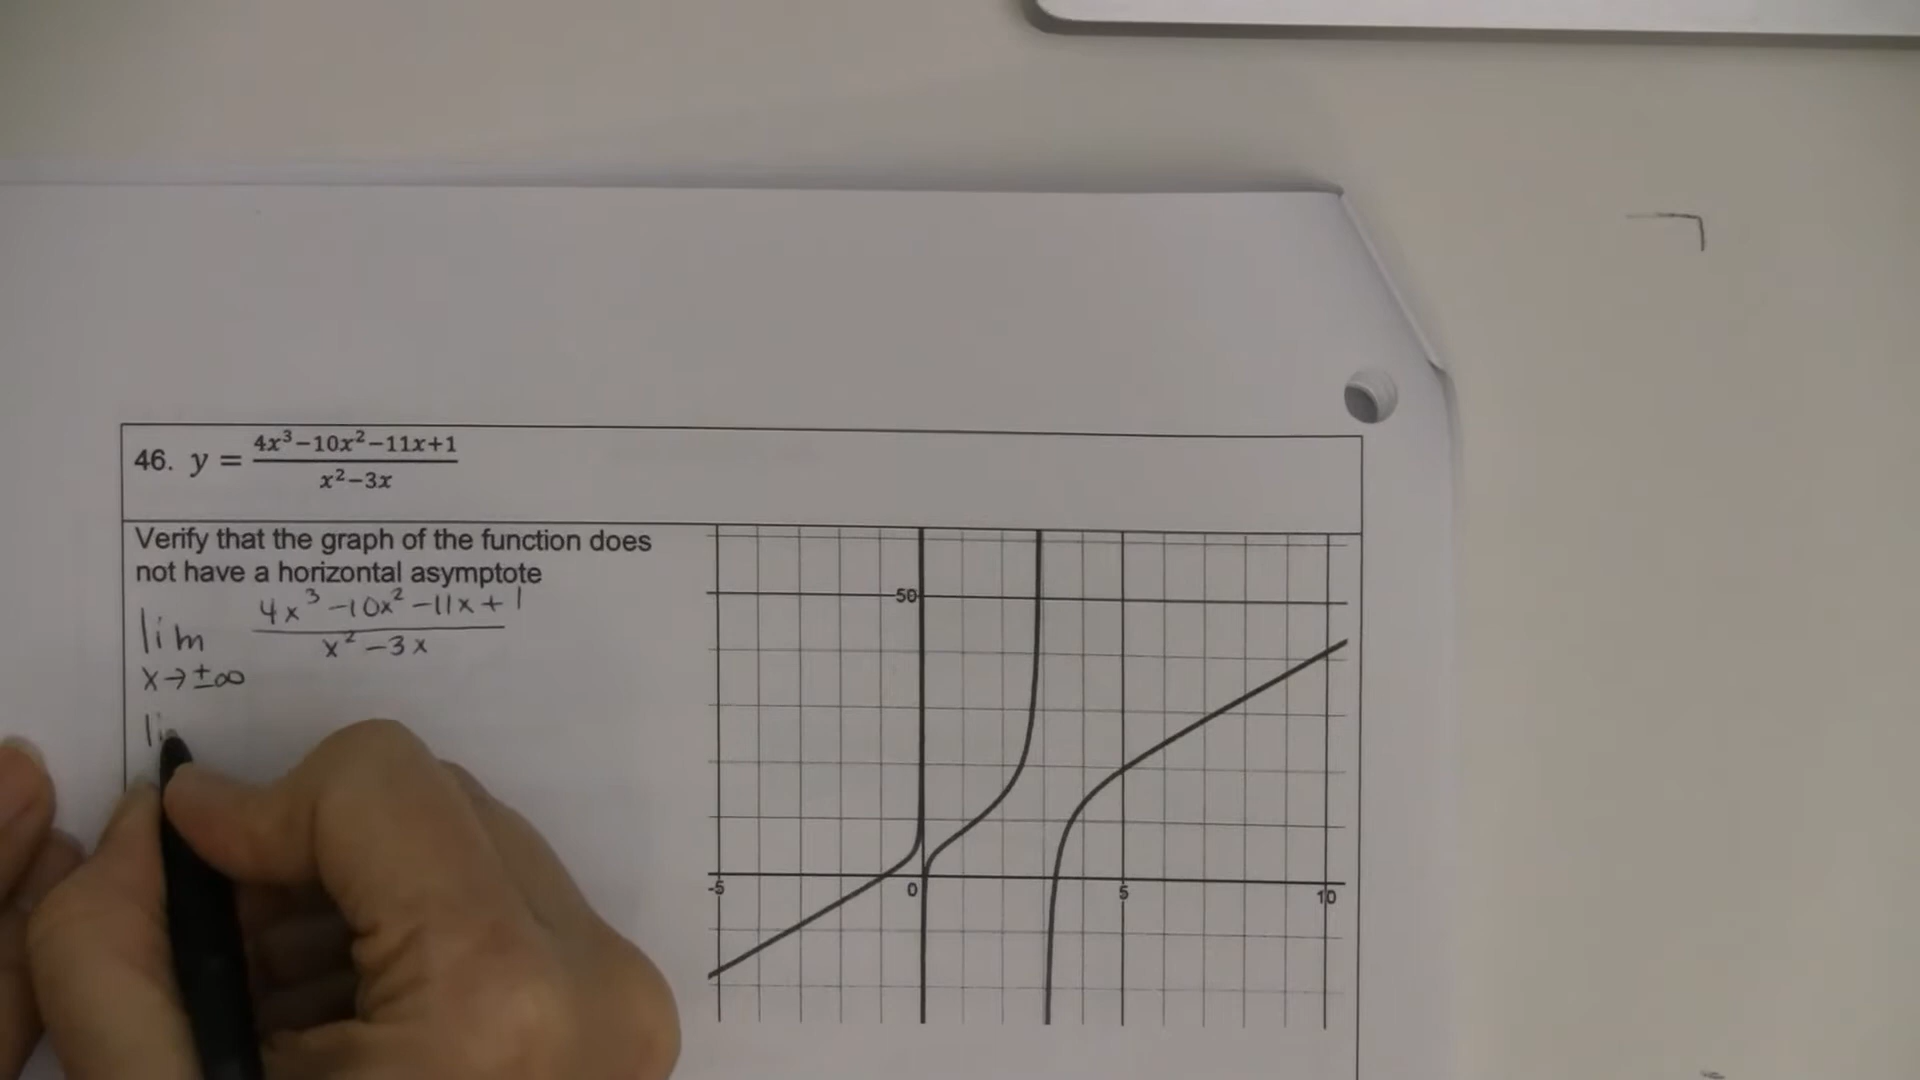 46. y = 4x³−10x²−11x+1 / x²−3x
Verify that the graph of the function does
not have a horizontal asymptote
lim 4x³ −10x² −11x + 1 / x² −3x
x→±∞
li
50
-5 0 5 10